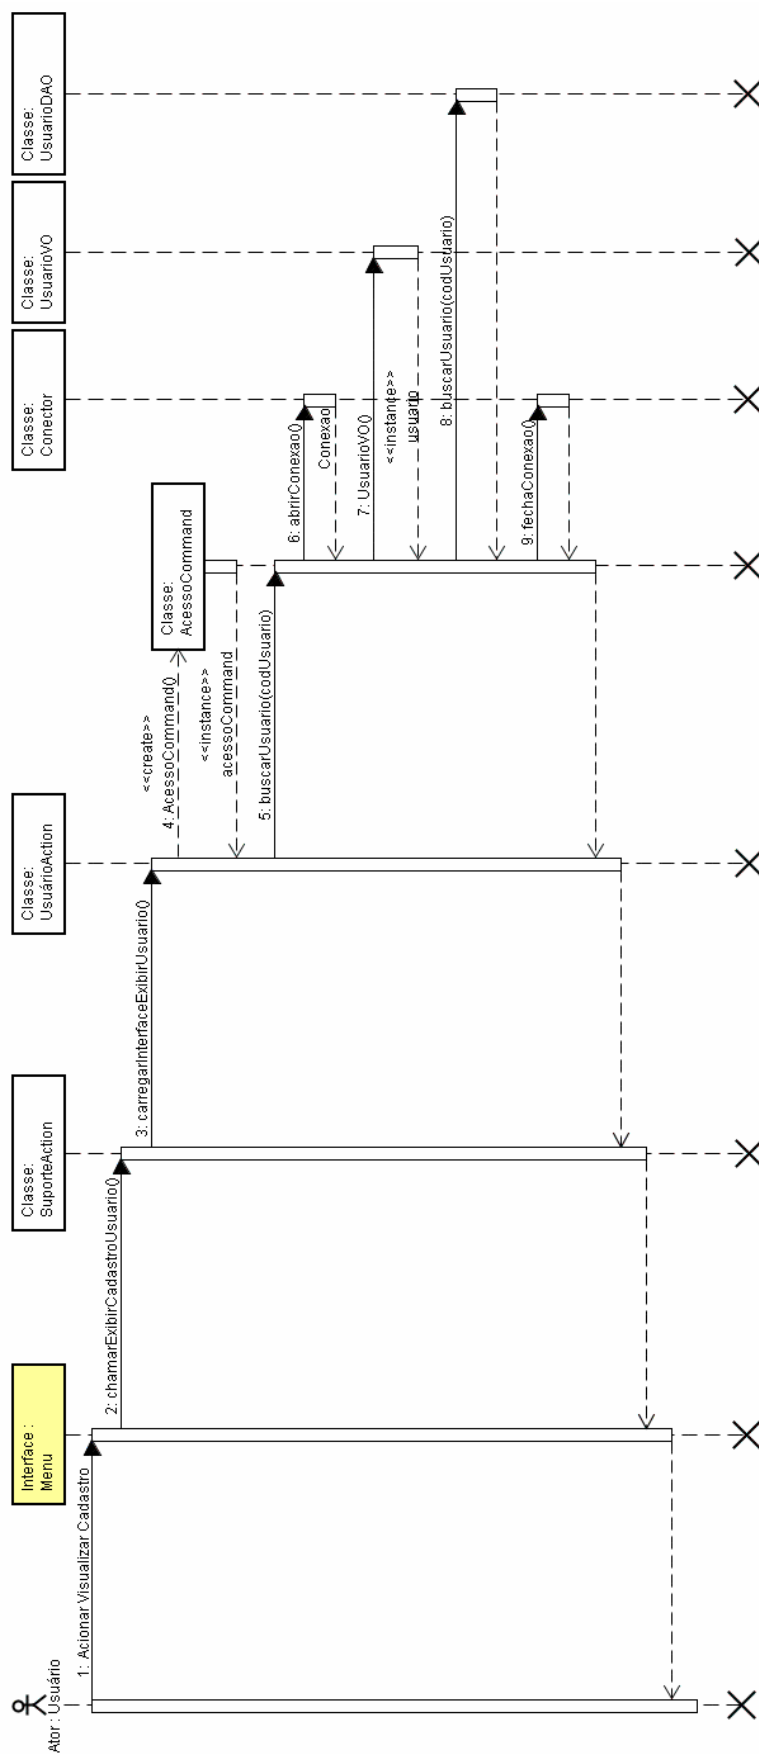 Ator : Usuário
Interface :
Menu
Classe:
SuporteAction
Classe:
UsuárioAction
Classe:
AcessoCommand
Classe:
Conector
Classe:
UsuarioVO
Classe:
UsuarioDAO
1: Acionar Visualizar Cadastro
2: chamarExibirCadastroUsuario()
3: carregarInterfaceExibirUsuario()
<<create>>
4: AcessoCommand()
<<instance>>
acessoCommand
5: buscarUsuario(codUsuario)
6: abrirConexao()
Conexao
7: UsuarioVO()
<<instance>>
usuario
8: buscarUsuario(codUsuario)
9: fechaConexao()